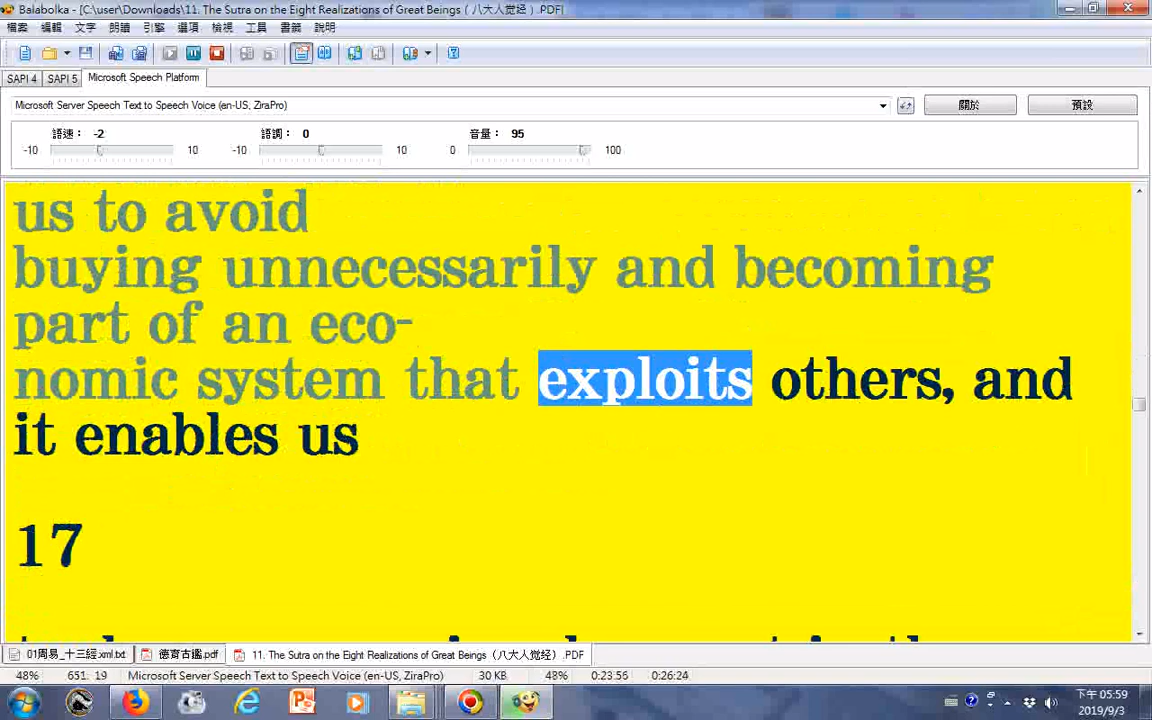 Balabolka - [C:\user\Downloads\11. The Sutra on the Eight Realizations of Great Beings（八大人觉经）.PDF]
檔案 編輯 文字 朗讀 引擎 選項 檢視 工具 書籤 說明
SAPI 4 SAPI 5 Microsoft Speech Platform
Microsoft Server Speech Text to Speech Voice (en-US, ZiraPro) 關於 預設
語速： -2 語調： 0 音量： 95
-10 10 -10 10 0 100
us to avoid
buying unnecessarily and becoming
part of an eco-
nomic system that exploits others, and
it enables us
17
01周易_十三經.xml.txt 德育古鑑.pdf 11. The Sutra on the Eight Realizations of Great Beings（八大人觉经）.PDF
48% 651. 19 Microsoft Server Speech Text to Speech Voice (en-US, ZiraPro) 30 KB 48% 0:23:56 0:26:24
下午 05:59
2019/9/3